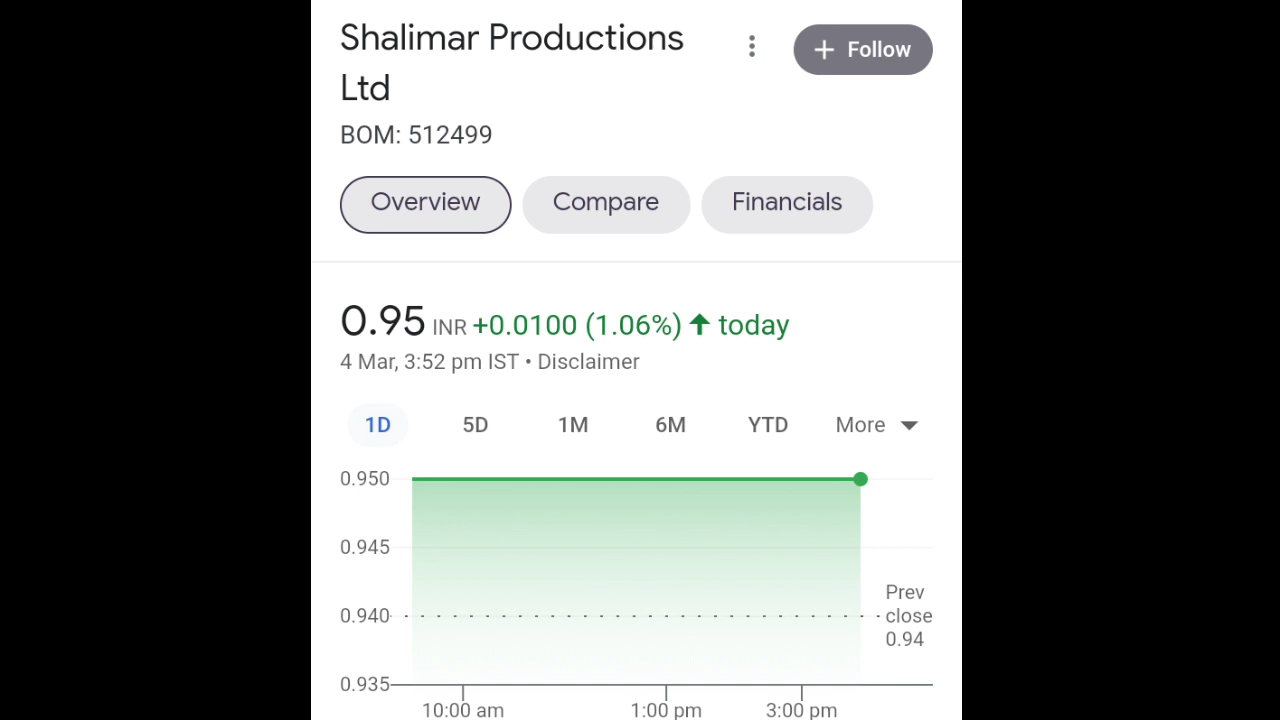 Shalimar Productions
Ltd
+ Follow
BOM: 512499
Overview Compare Financials
0.95 INR +0.0100 (1.06%) ↑ today
4 Mar, 3:52 pm IST • Disclaimer
1D 5D 1M 6M YTD More
0.950
0.945
0.940
0.935
Prev
close
0.94
10:00 am 1:00 pm 3:00 pm